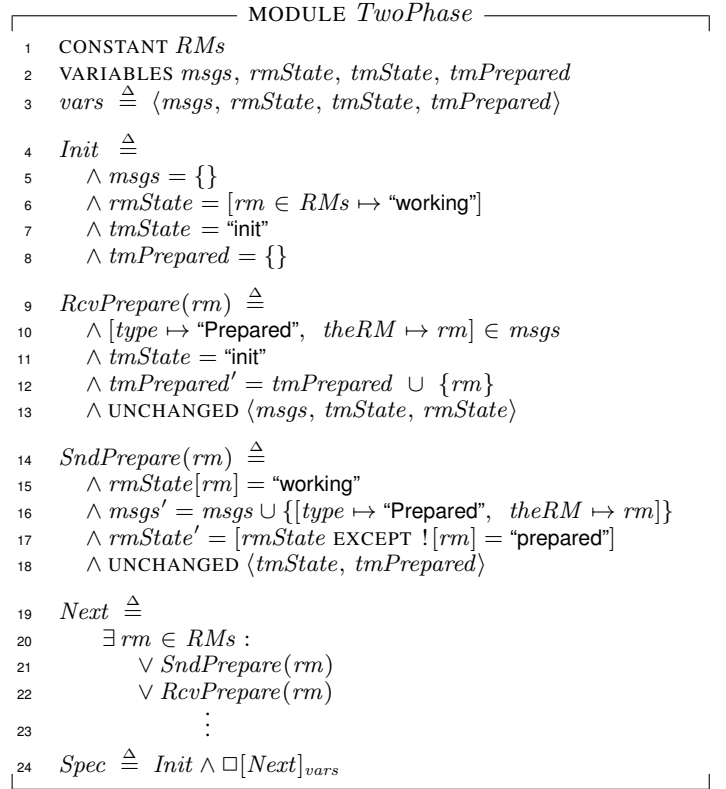 MODULE TwoPhase
1 CONSTANT RMs
2 VARIABLES msgs, rmState, tmState, tmPrepared
3 vars ≜ ⟨msgs, rmState, tmState, tmPrepared⟩
4 Init ≜
5 ∧ msgs = {}
6 ∧ rmState = [rm ∈ RMs ↦ “working”]
7 ∧ tmState = “init”
8 ∧ tmPrepared = {}
9 RcvPrepare(rm) ≜
10 ∧ [type ↦ “Prepared”, theRM ↦ rm] ∈ msgs
11 ∧ tmState = “init”
12 ∧ tmPrepared′ = tmPrepared ∪ {rm}
13 ∧ UNCHANGED ⟨msgs, tmState, rmState⟩
14 SndPrepare(rm) ≜
15 ∧ rmState[rm] = “working”
16 ∧ msgs′ = msgs ∪ {[type ↦ “Prepared”, theRM ↦ rm]}
17 ∧ rmState′ = [rmState EXCEPT ![rm] = “prepared”]
18 ∧ UNCHANGED ⟨tmState, tmPrepared⟩
19 Next ≜
20 ∃ rm ∈ RMs :
21 ∨ SndPrepare(rm)
22 ∨ RcvPrepare(rm)
23 ⋮
24 Spec ≜ Init ∧ □[Next]_vars